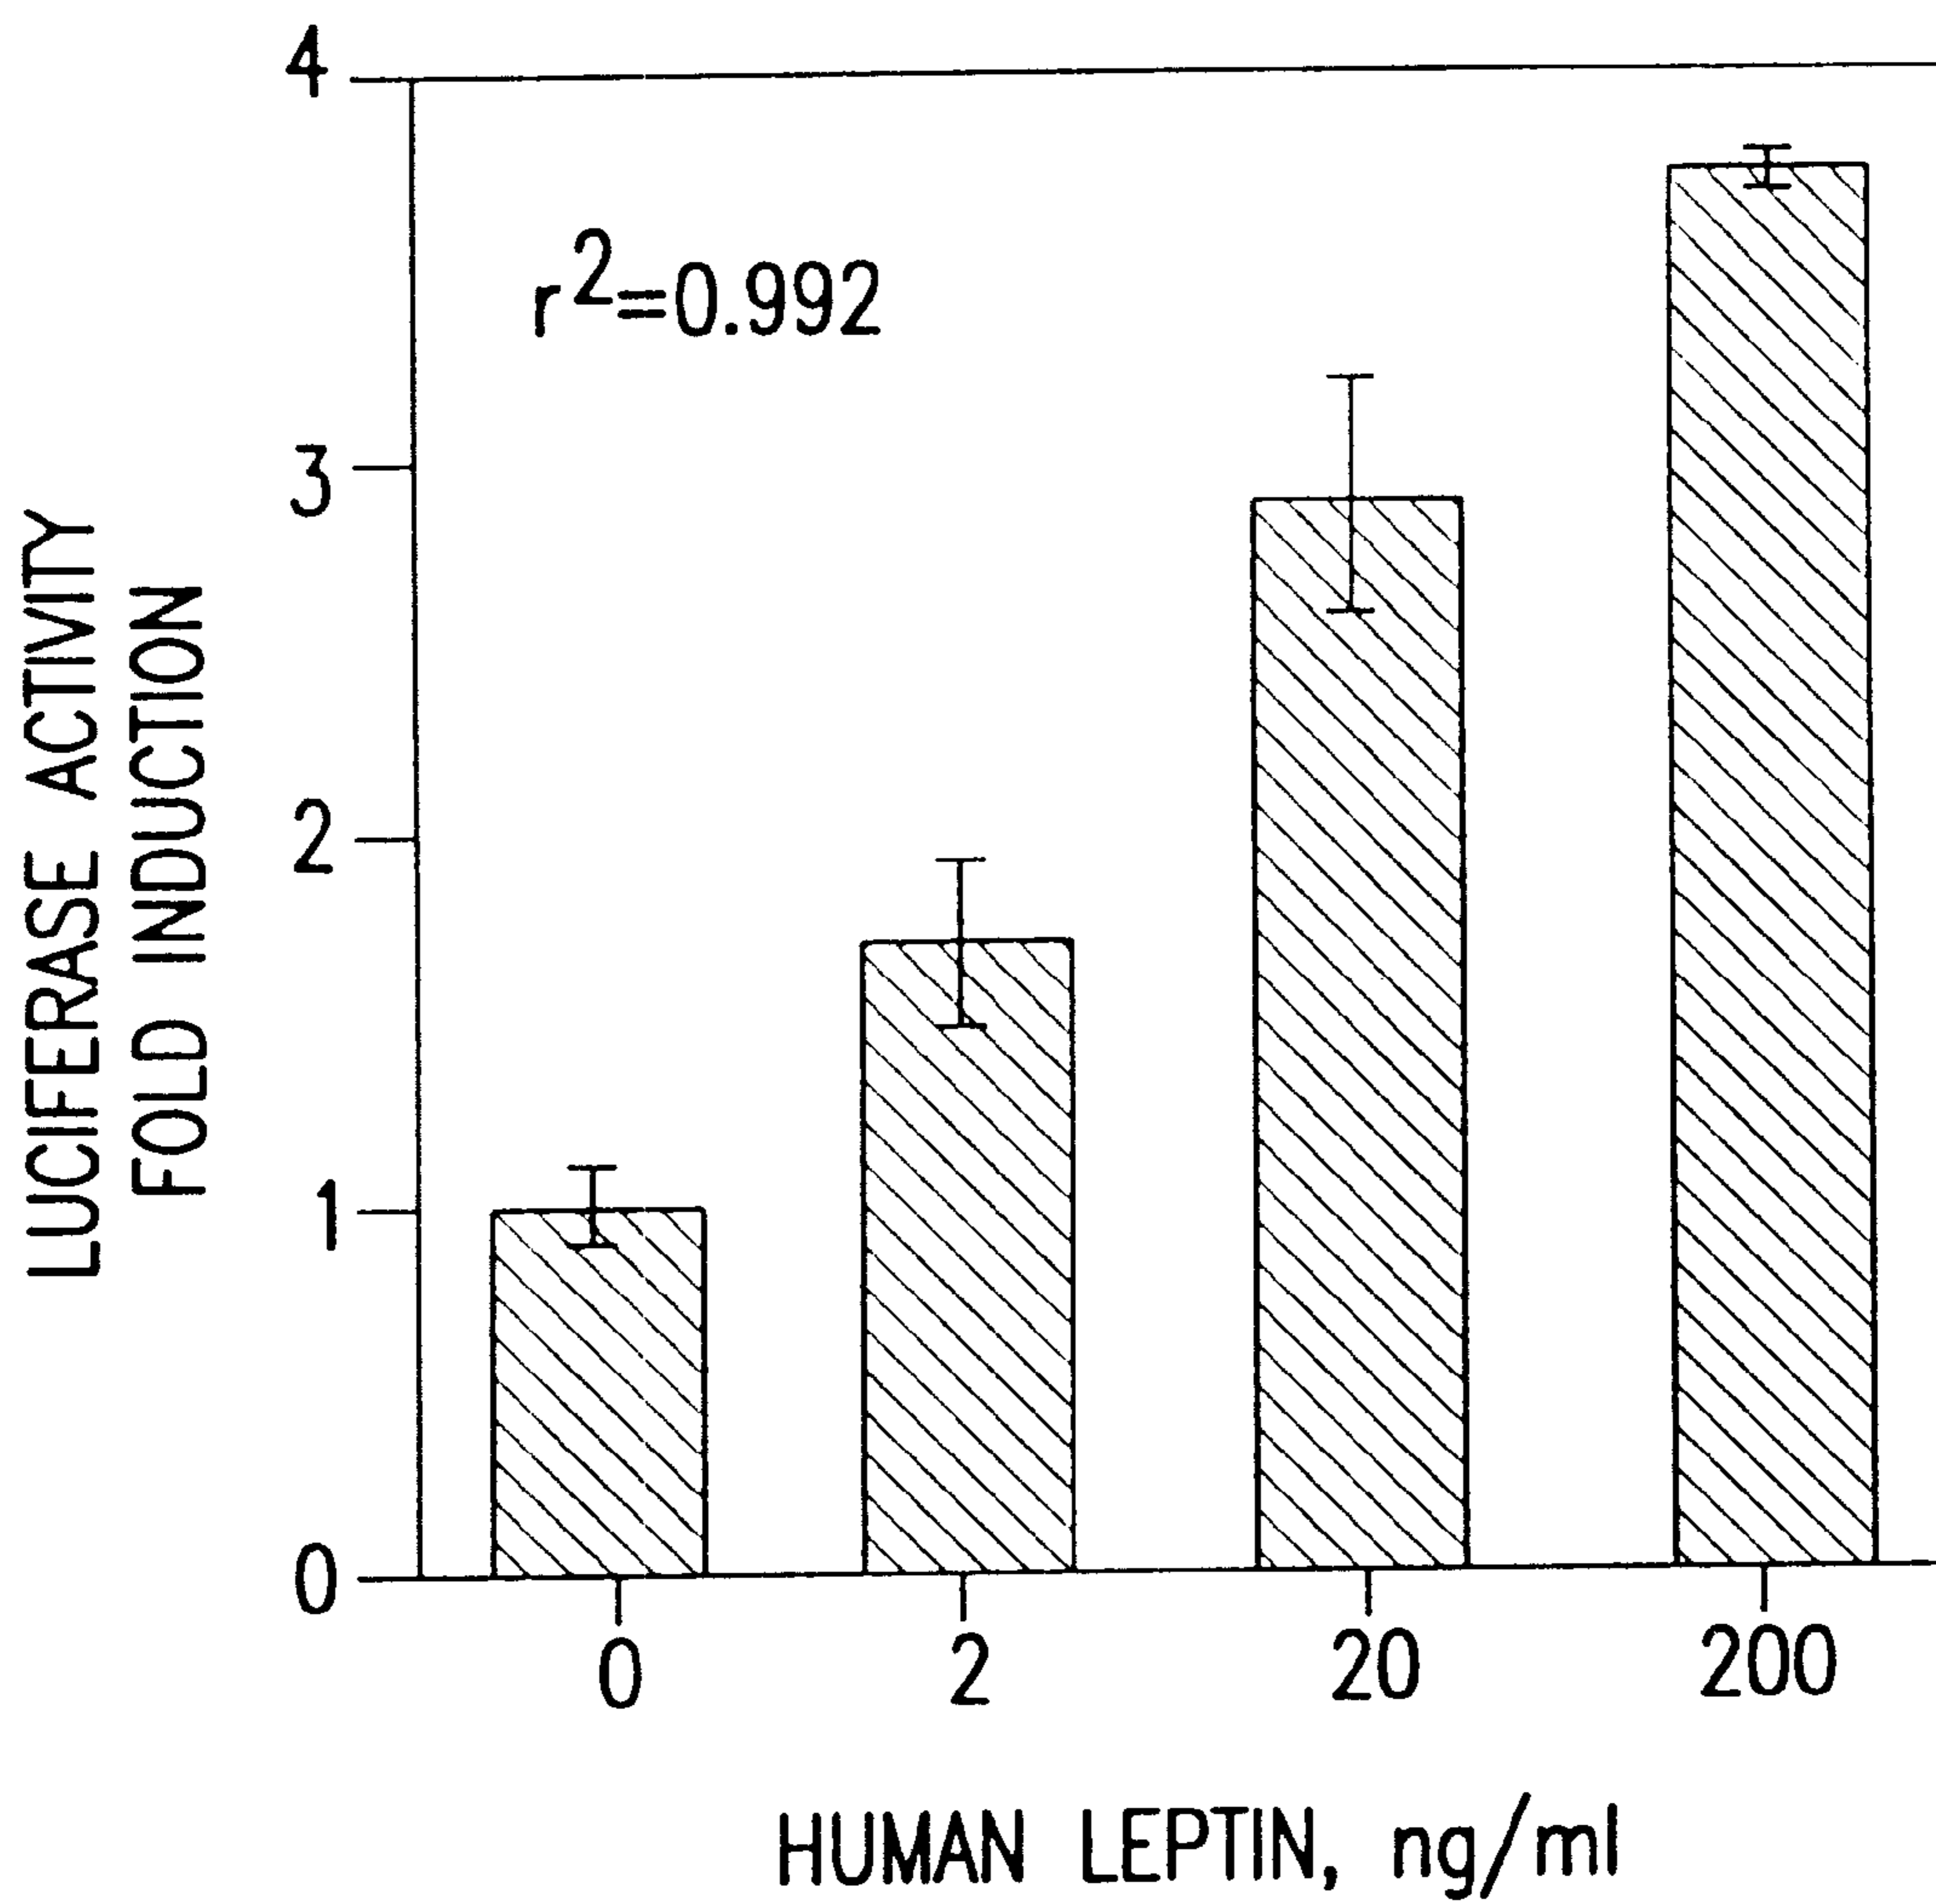 LUCIFERASE ACTIVITY
FOLD INDUCTION
4
3
2
1
0
r²=0.992
0 2 20 200
HUMAN LEPTIN, ng/ml